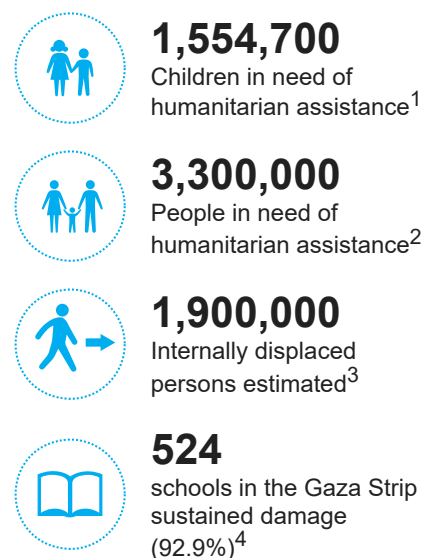 1,554,700
Children in need of
humanitarian assistance1
3,300,000
People in need of
humanitarian assistance2
1,900,000
Internally displaced
persons estimated3
524
schools in the Gaza Strip
sustained damage
(92.9%)4